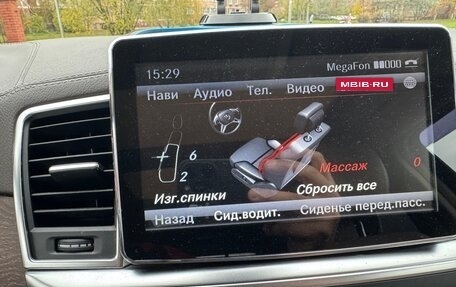 15:29 MegaFon
Нави Аудио Тел. Видео MBIB·RU
6
2
Массаж 0
Изг.спинки Сбросить все
Назад Сид.водит. Сиденье перед.пасс.